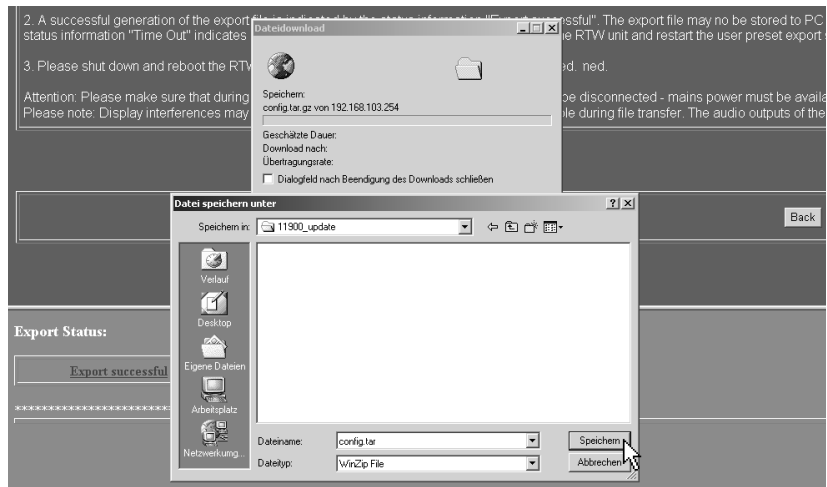 2. A successful generation of the export file is indicated by the status information "Export successful". The export file may no be stored to PC
status information "Time Out" indicates
he RTW unit and restart the user preset export
3. Please shut down and reboot the RTW
ed. ned.
Attention: Please make sure that during
be disconnected - mains power must be availa
Please note: Display interferences may
le during file transfer. The audio outputs of the
Dateidownload
Speichern:
config.tar.gz von 192.168.103.254
Geschätzte Dauer:
Download nach:
Übertragungsrate:
Dialogfeld nach Beendigung des Downloads schließen
Back
Datei speichern unter
Speichern in:
11900_update
Verlauf
Desktop
Eigene Dateien
Arbeitsplatz
Netzwerkumg...
Dateiname:
config.tar
Speichern
Dateityp:
WinZip File
Abbrechen
Export Status:
Export successful
************************